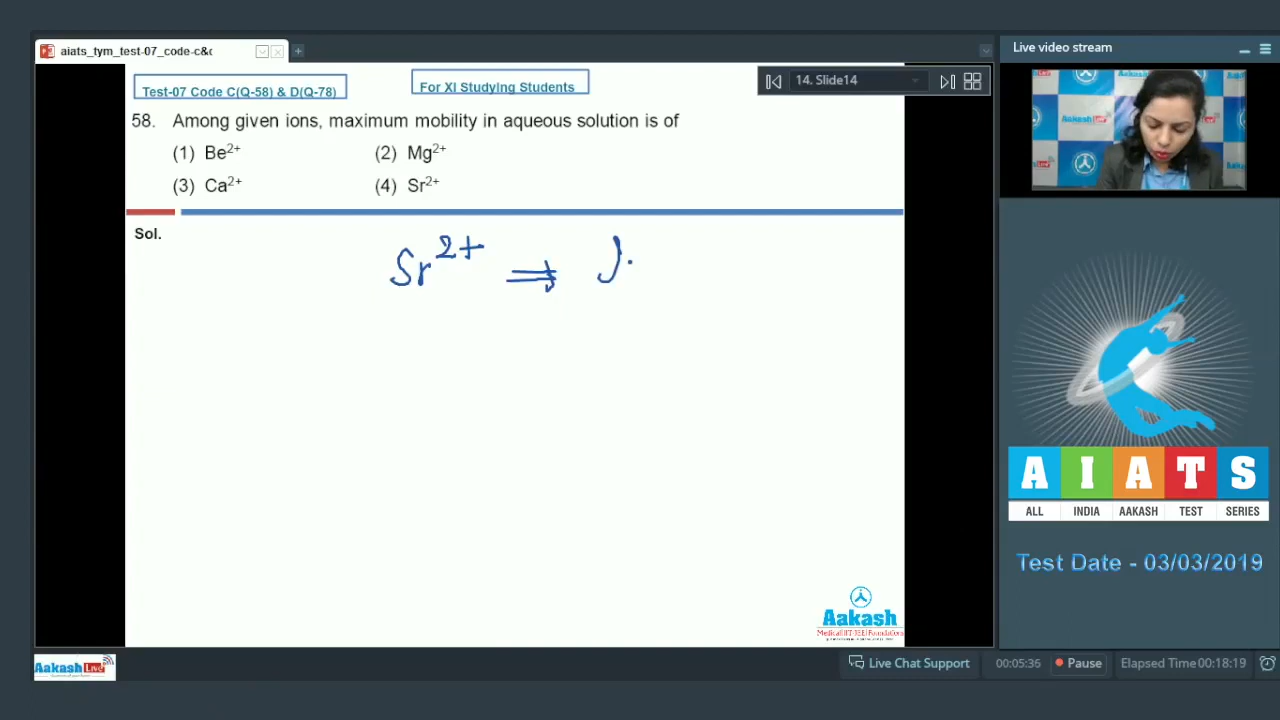 aiats_tym_test-07_code-c&c
Live video stream
Test-07 Code C(Q-58) & D(Q-78)
For XI Studying Students
14. Slide14
58. Among given ions, maximum mobility in aqueous solution is of
(1) Be²⁺ (2) Mg²⁺
(3) Ca²⁺ (4) Sr²⁺
Sol.
Sr²⁺ ⇒
A I A T S
ALL INDIA AAKASH TEST SERIES
Test Date - 03/03/2019
Aakash
Medical|IIT-JEE|Foundations
Aakash Live
Live Chat Support
00:05:36
Pause
Elapsed Time 00:18:19